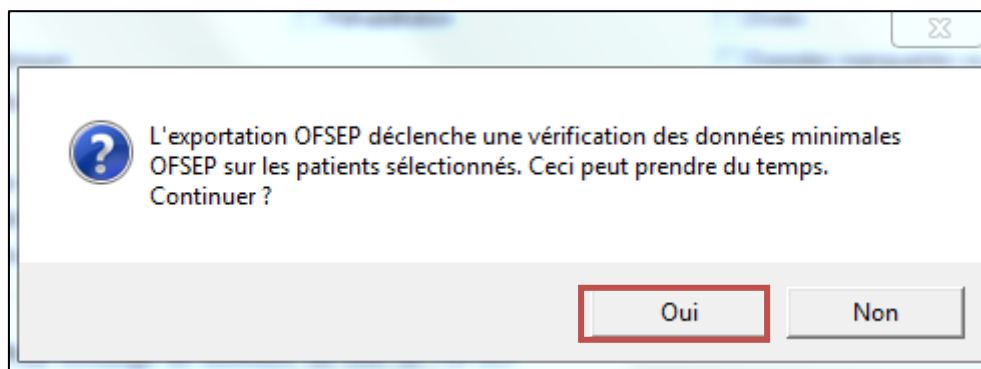 L'exportation OFSEP déclenche une vérification des données minimales
OFSEP sur les patients sélectionnés. Ceci peut prendre du temps.
Continuer ?
Oui
Non